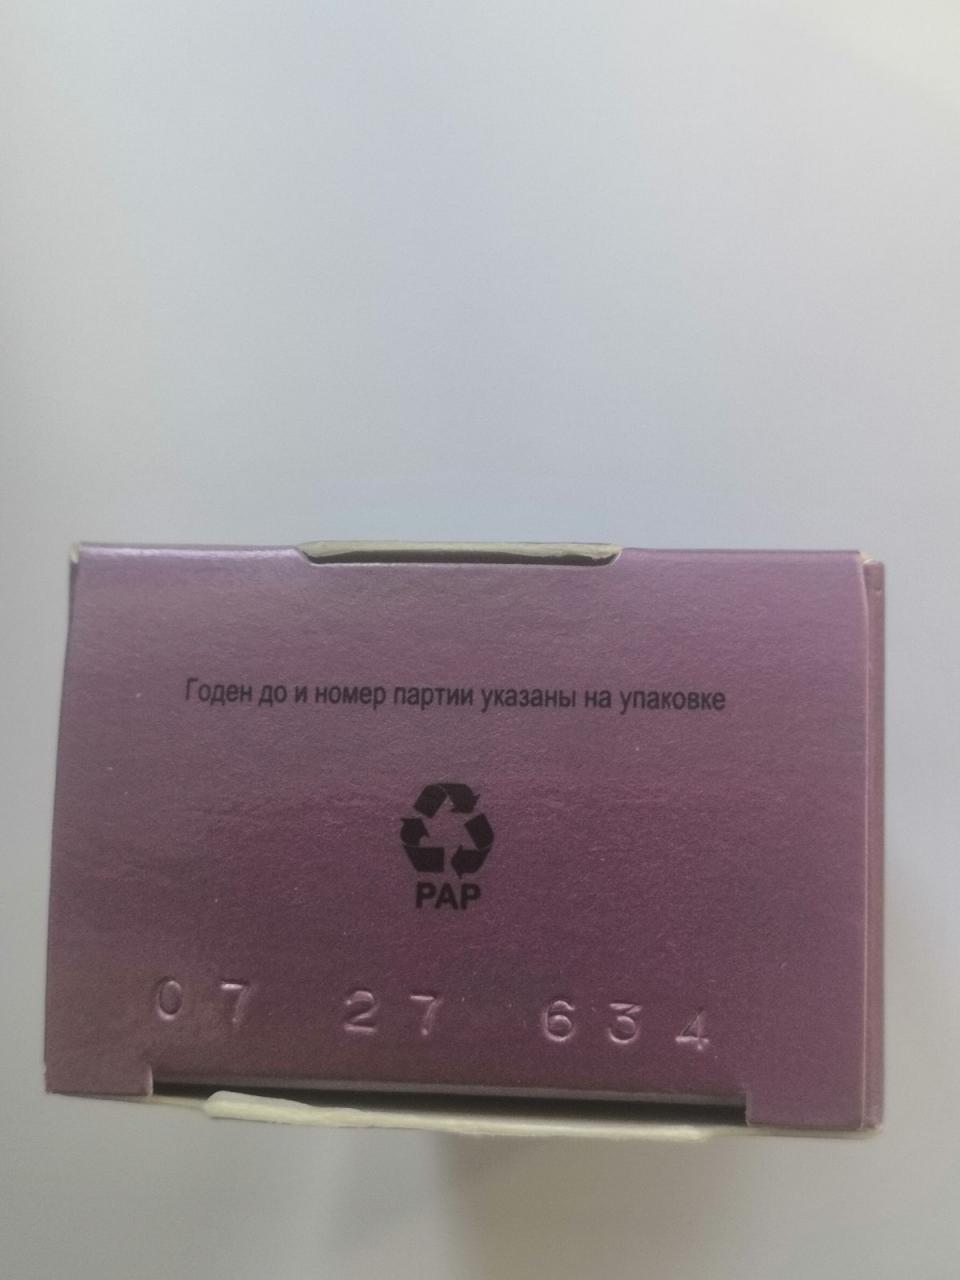 Годен до и номер партии указаны на упаковке
PAP
07 27 634